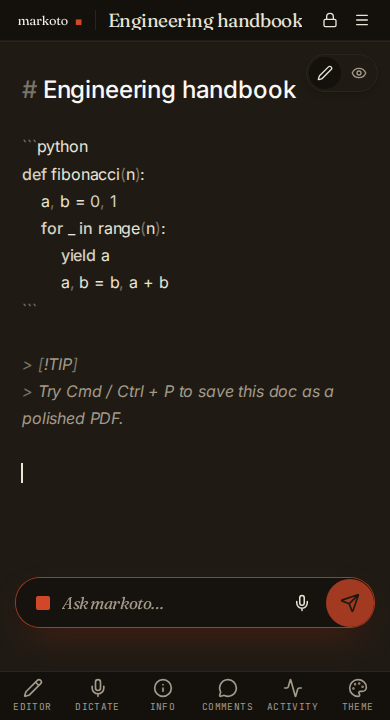 markoto
Engineering handbook
# Engineering handbook
```python
def fibonacci(n):
    a, b = 0, 1
    for _ in range(n):
        yield a
        a, b = b, a + b
```
> [!TIP]
> Try Cmd / Ctrl + P to save this doc as a
polished PDF.
Ask markoto...
EDITOR DICTATE INFO COMMENTS ACTIVITY THEME